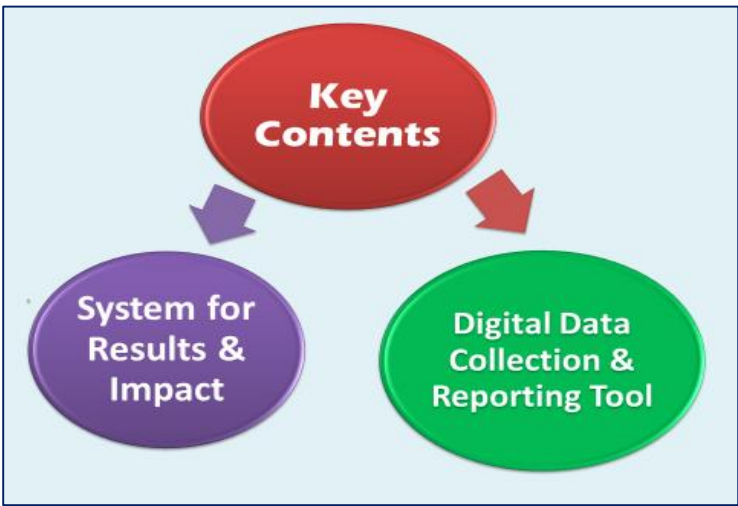 Key
Contents
System for
Results &
Impact
Digital Data
Collection &
Reporting Tool